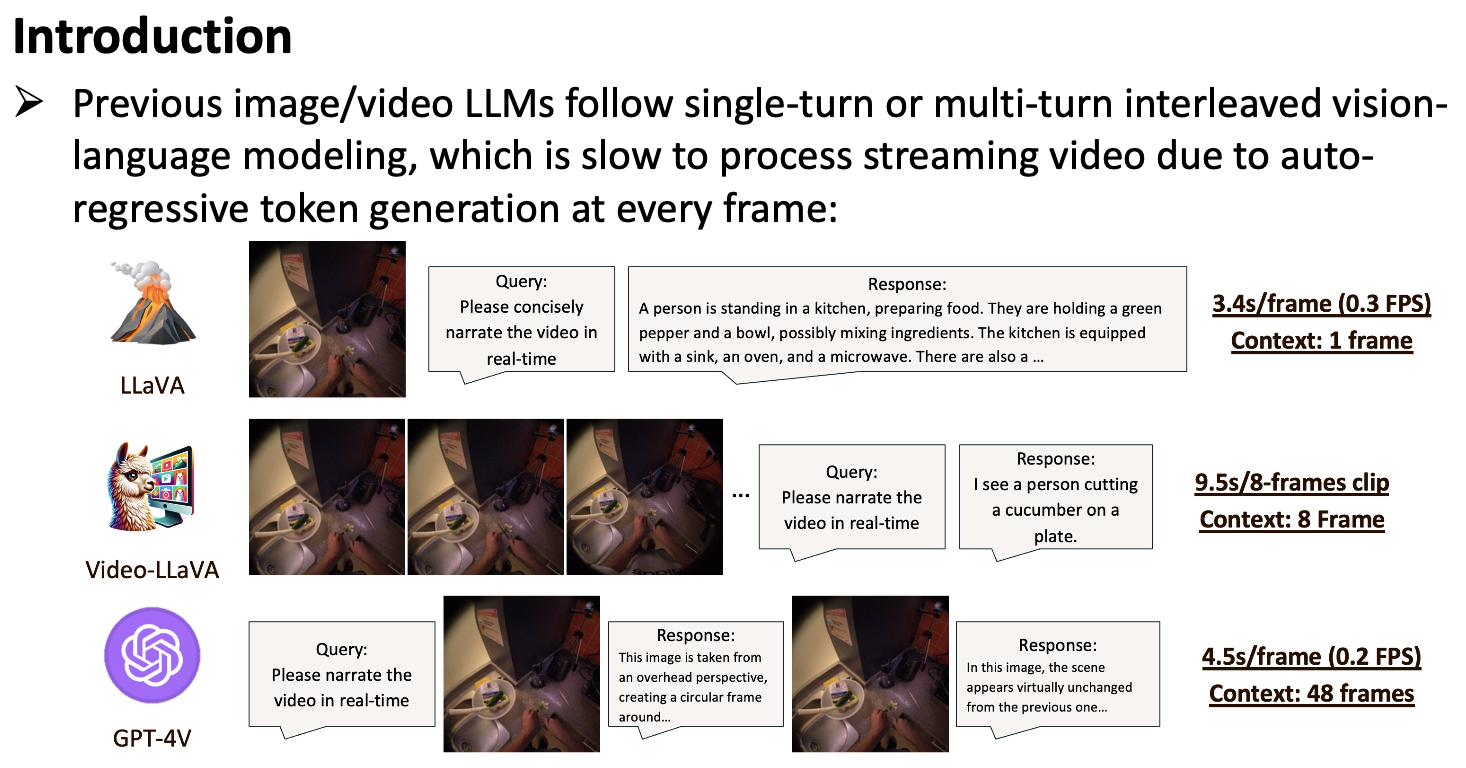 Introduction
➢ Previous image/video LLMs follow single-turn or multi-turn interleaved vision-
language modeling, which is slow to process streaming video due to auto-
regressive token generation at every frame:
Query:
Please concisely
narrate the video in
real-time
Response:
A person is standing in a kitchen, preparing food. They are holding a green
pepper and a bowl, possibly mixing ingredients. The kitchen is equipped
with a sink, an oven, and a microwave. There are also a ...
3.4s/frame (0.3 FPS)
Context: 1 frame
LLaVA
...
Query:
Please narrate the
video in real-time
Response:
I see a person cutting
a cucumber on a
plate.
9.5s/8-frames clip
Context: 8 Frame
Video-LLaVA
Query:
Please narrate the
video in real-time
Response:
This image is taken from
an overhead perspective,
creating a circular frame
around...
Response:
In this image, the scene
appears virtually unchanged
from the previous one...
4.5s/frame (0.2 FPS)
Context: 48 frames
GPT-4V